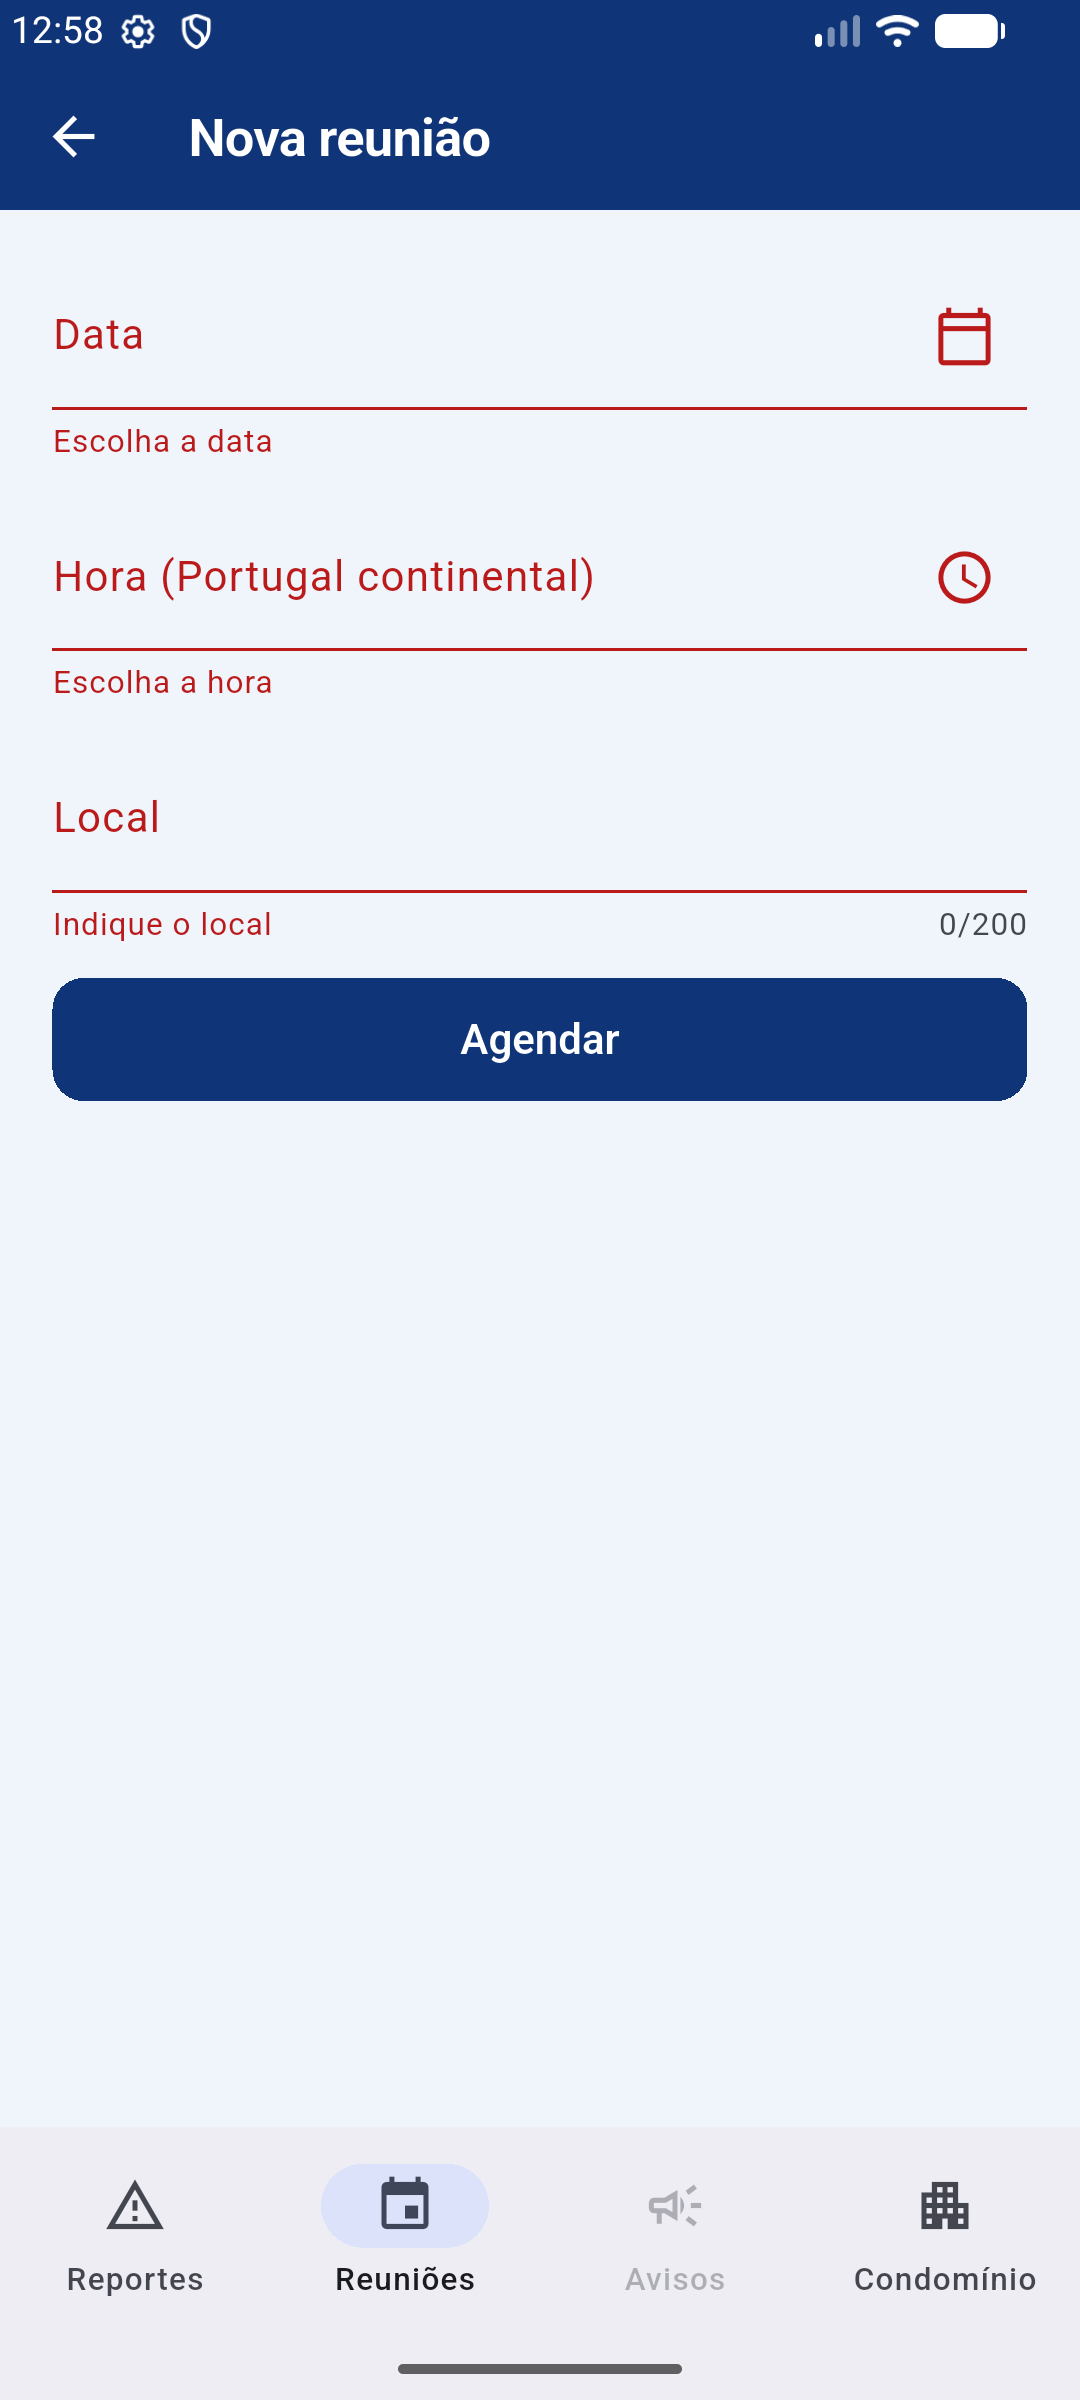 12:58
Nova reunião
Data
Escolha a data
Hora (Portugal continental)
Escolha a hora
Local
Indique o local 0/200
Agendar
Reportes Reuniões Avisos Condomínio